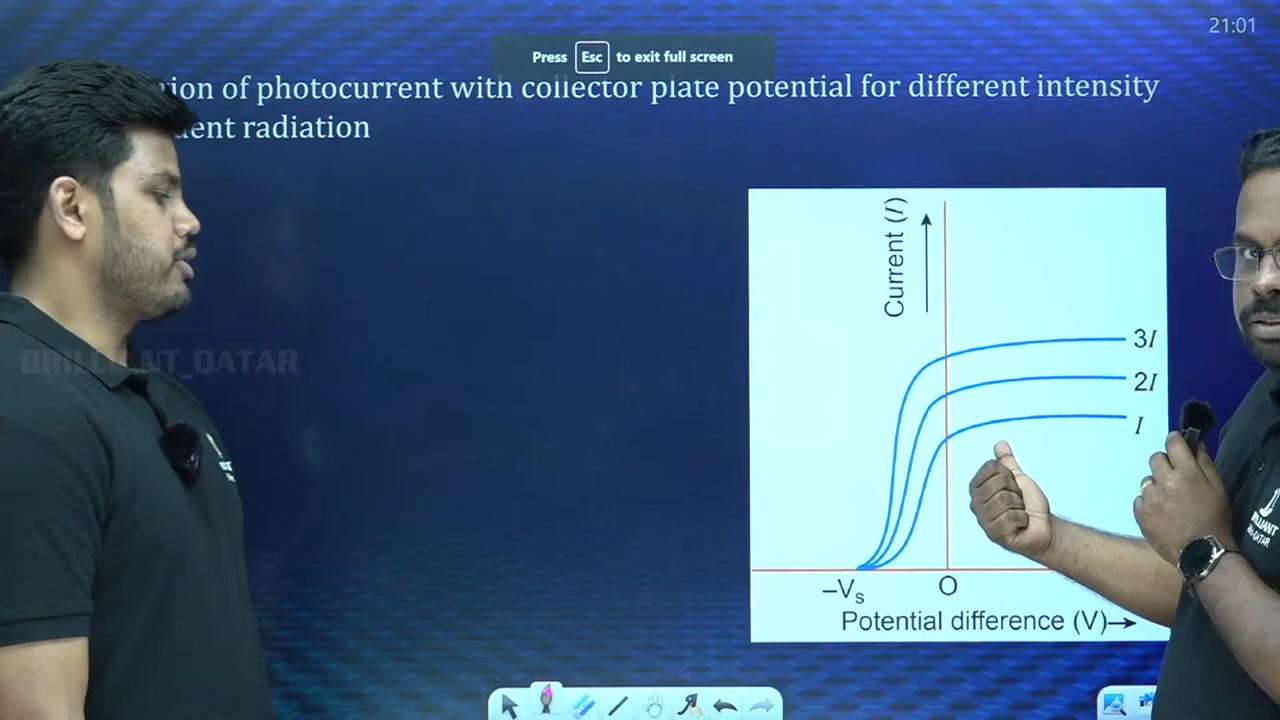 21:01
Press Esc to exit full screen
ion of photocurrent with collector plate potential for different intensity
dent radiation
BRILLIANT_QATAR
Current (I)
3I
2I
I
–Vs
O
Potential difference (V)→